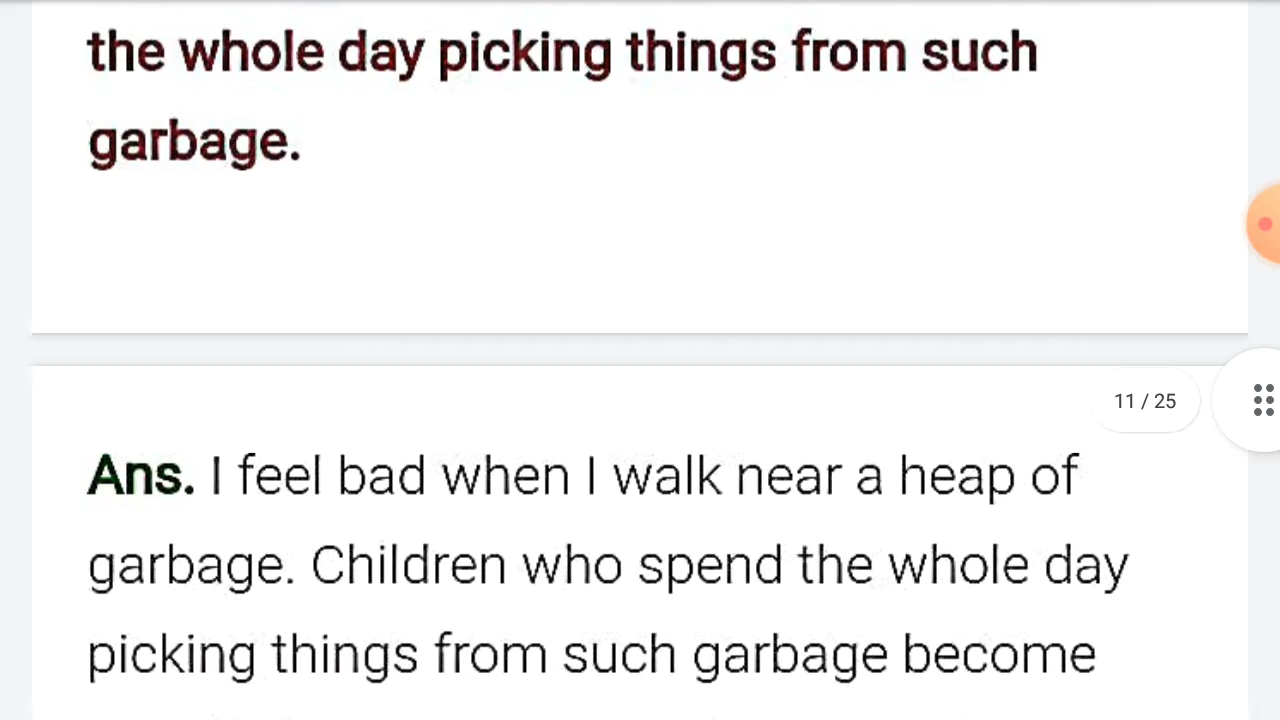 the whole day picking things from such
garbage.
11 / 25
Ans. I feel bad when I walk near a heap of
garbage. Children who spend the whole day
picking things from such garbage become